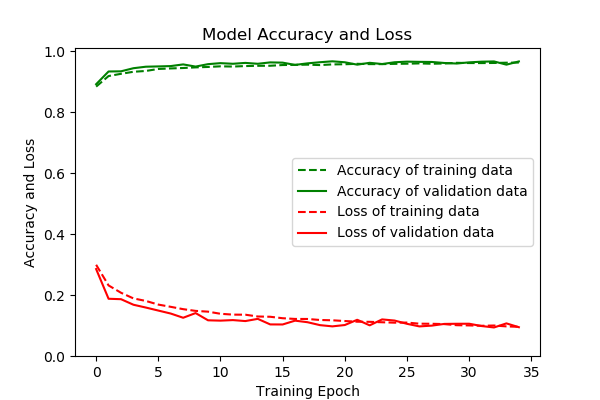 Model Accuracy and Loss
1.0
0.8
0.6
0.4
0.2
0.0
Accuracy and Loss
Accuracy of training data
Accuracy of validation data
Loss of training data
Loss of validation data
0 5 10 15 20 25 30 35
Training Epoch